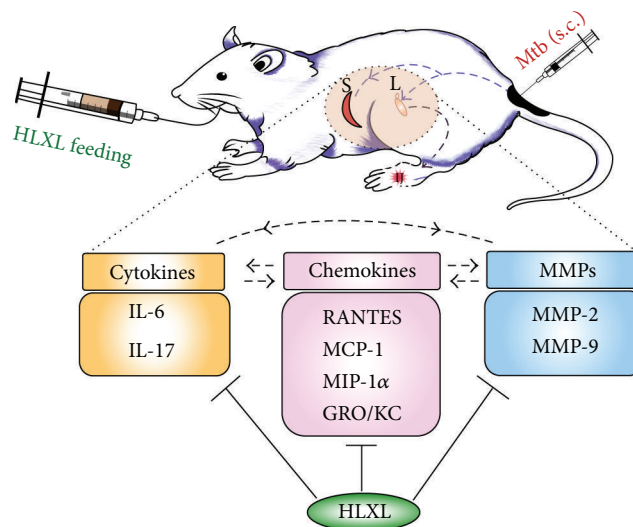 Mtb (s.c.)
S
L
HLXL feeding
Cytokines
Chemokines
MMPs
IL-6
IL-17
RANTES
MCP-1
MIP-1α
GRO/KC
MMP-2
MMP-9
HLXL